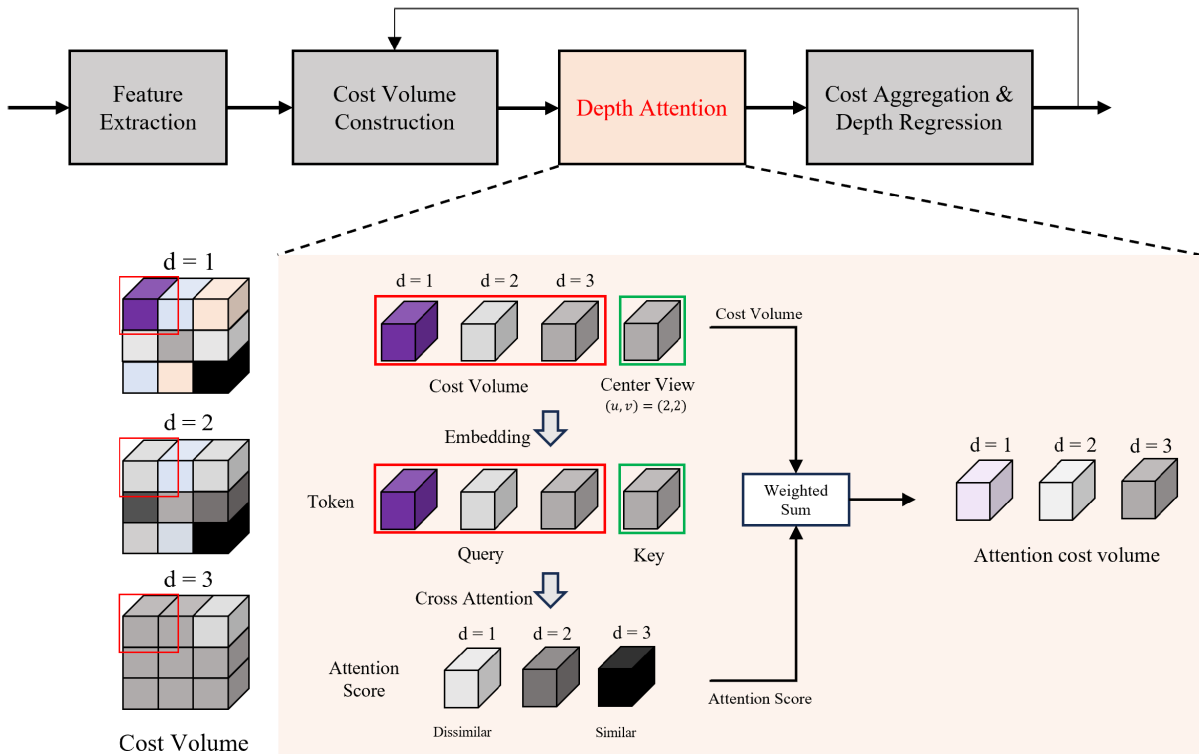 Feature
Extraction
Cost Volume
Construction
Depth Attention
Cost Aggregation &
Depth Regression
d = 1
d = 2
d = 3
Cost Volume
d = 1
d = 2
d = 3
Cost Volume
Center View
(u, v) = (2,2)
Embedding
Token
Query
Key
Cross Attention
d = 1
d = 2
d = 3
Attention
Score
Dissimilar
Similar
Cost Volume
Weighted
Sum
Attention Score
d = 1
d = 2
d = 3
Attention cost volume